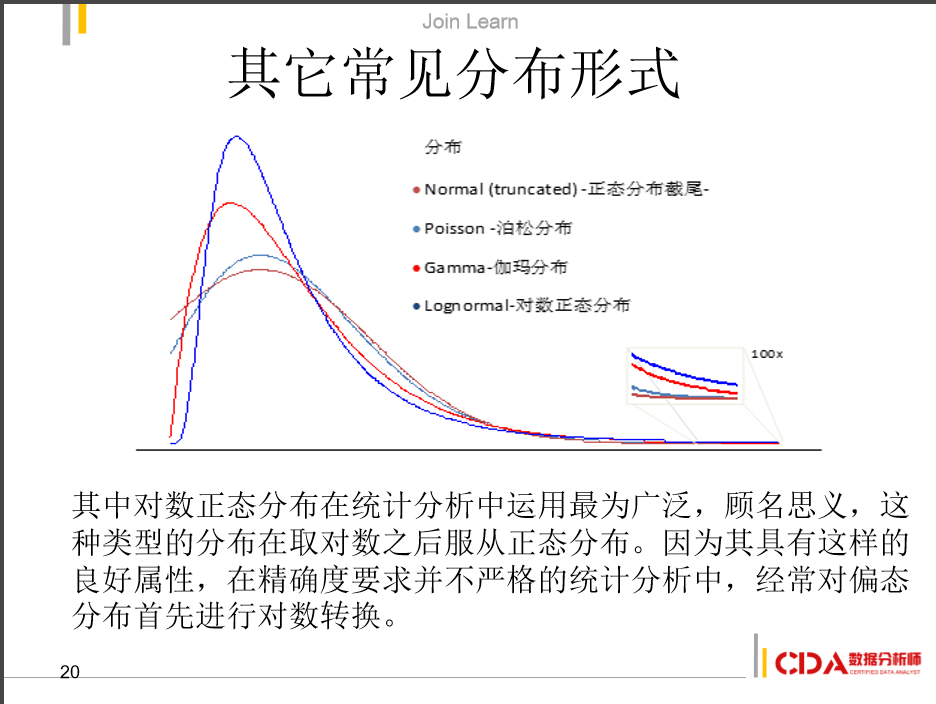 Join Learn
其它常见分布形式
分布
Normal (truncated) -正态分布截尾-
Poisson -泊松分布
Gamma-伽玛分布
Lognormal-对数正态分布
100x
其中对数正态分布在统计分析中运用最为广泛，顾名思义，这
种类型的分布在取对数之后服从正态分布。因为其具有这样的
良好属性，在精确度要求并不严格的统计分析中，经常对偏态
分布首先进行对数转换。
20
CDA数据分析师
CERTIFIED DATA ANALYST